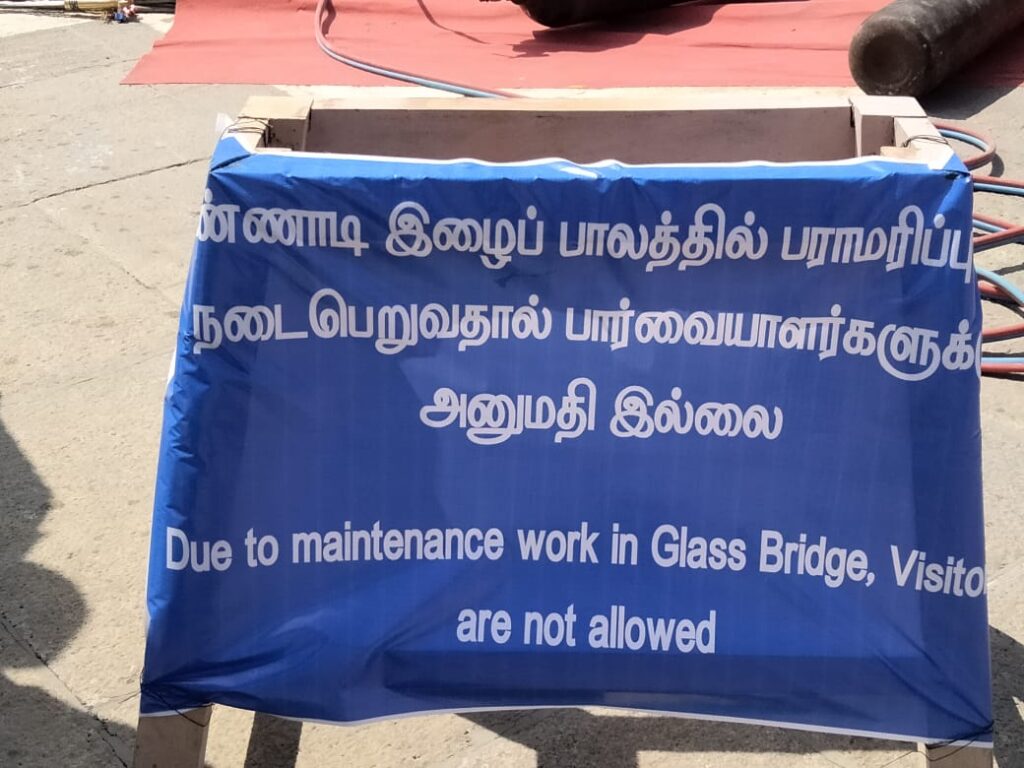 ண்ணாடி இழைப் பாலத்தில் பராமரிப்பு
நடைபெறுவதால் பார்வையாளர்களுக்கு
அனுமதி இல்லை
Due to maintenance work in Glass Bridge, Visito
are not allowed